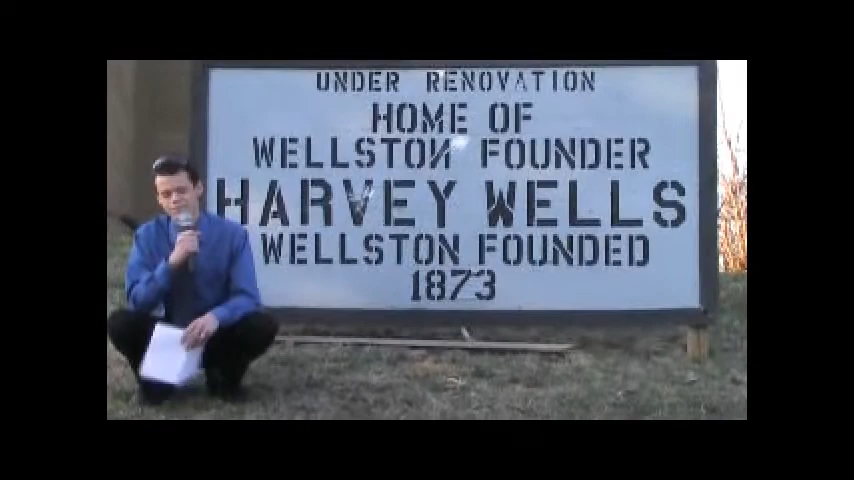 UNDER RENOVATION
HOME OF
WELLSTON FOUNDER
HARVEY WELLS
WELLSTON FOUNDED
1873